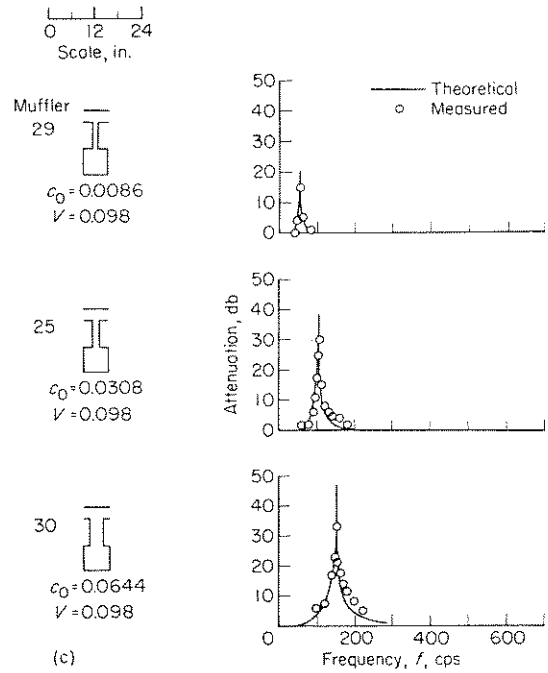 0 12 24
Scale, in.
Muffler
29
c0 = 0.0086
V = 0.098
50
40
30
20
10
0
Theoretical
Measured
25
c0 = 0.0308
V = 0.098
Attenuation, db
50
40
30
20
10
0
30
c0 = 0.0644
V = 0.098
50
40
30
20
10
0 200 400 600
(c)
Frequency, f, cps